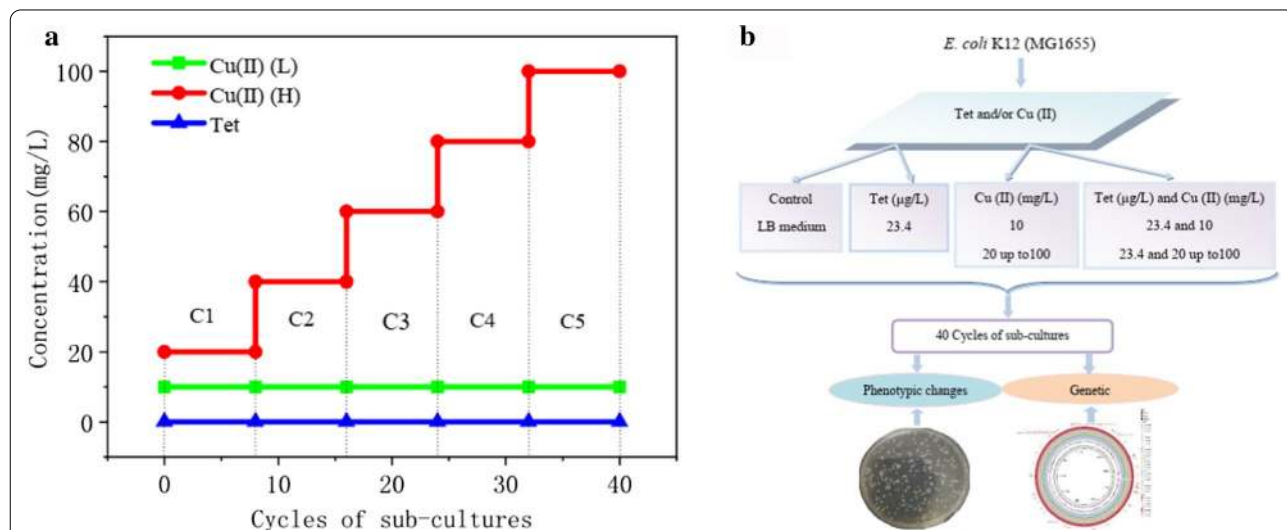 a
Cu(II) (L)
Cu(II) (H)
Tet
100
80
60
40
20
0
C1
C2
C3
C4
C5
0
10
20
30
40
Concentration(mg/L)
Cycles of sub-cultures
b
E. coli K12 (MG1655)
Tet and/or Cu (II)
Control
LB medium
Tet (µg/L)
23.4
Cu (II) (mg/L)
10
20 up to100
Tet (µg/L) and Cu (II) (mg/L)
23.4 and 10
23.4 and 20 up to100
40 Cycles of sub-cultures
Phenotypic changes
Genetic